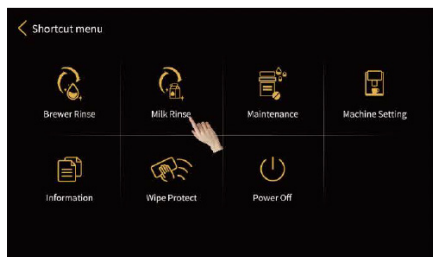 Shortcut menu
Brewer Rinse
Milk Rinse
Maintenance
Machine Setting
Information
Wipe Protect
Power Off